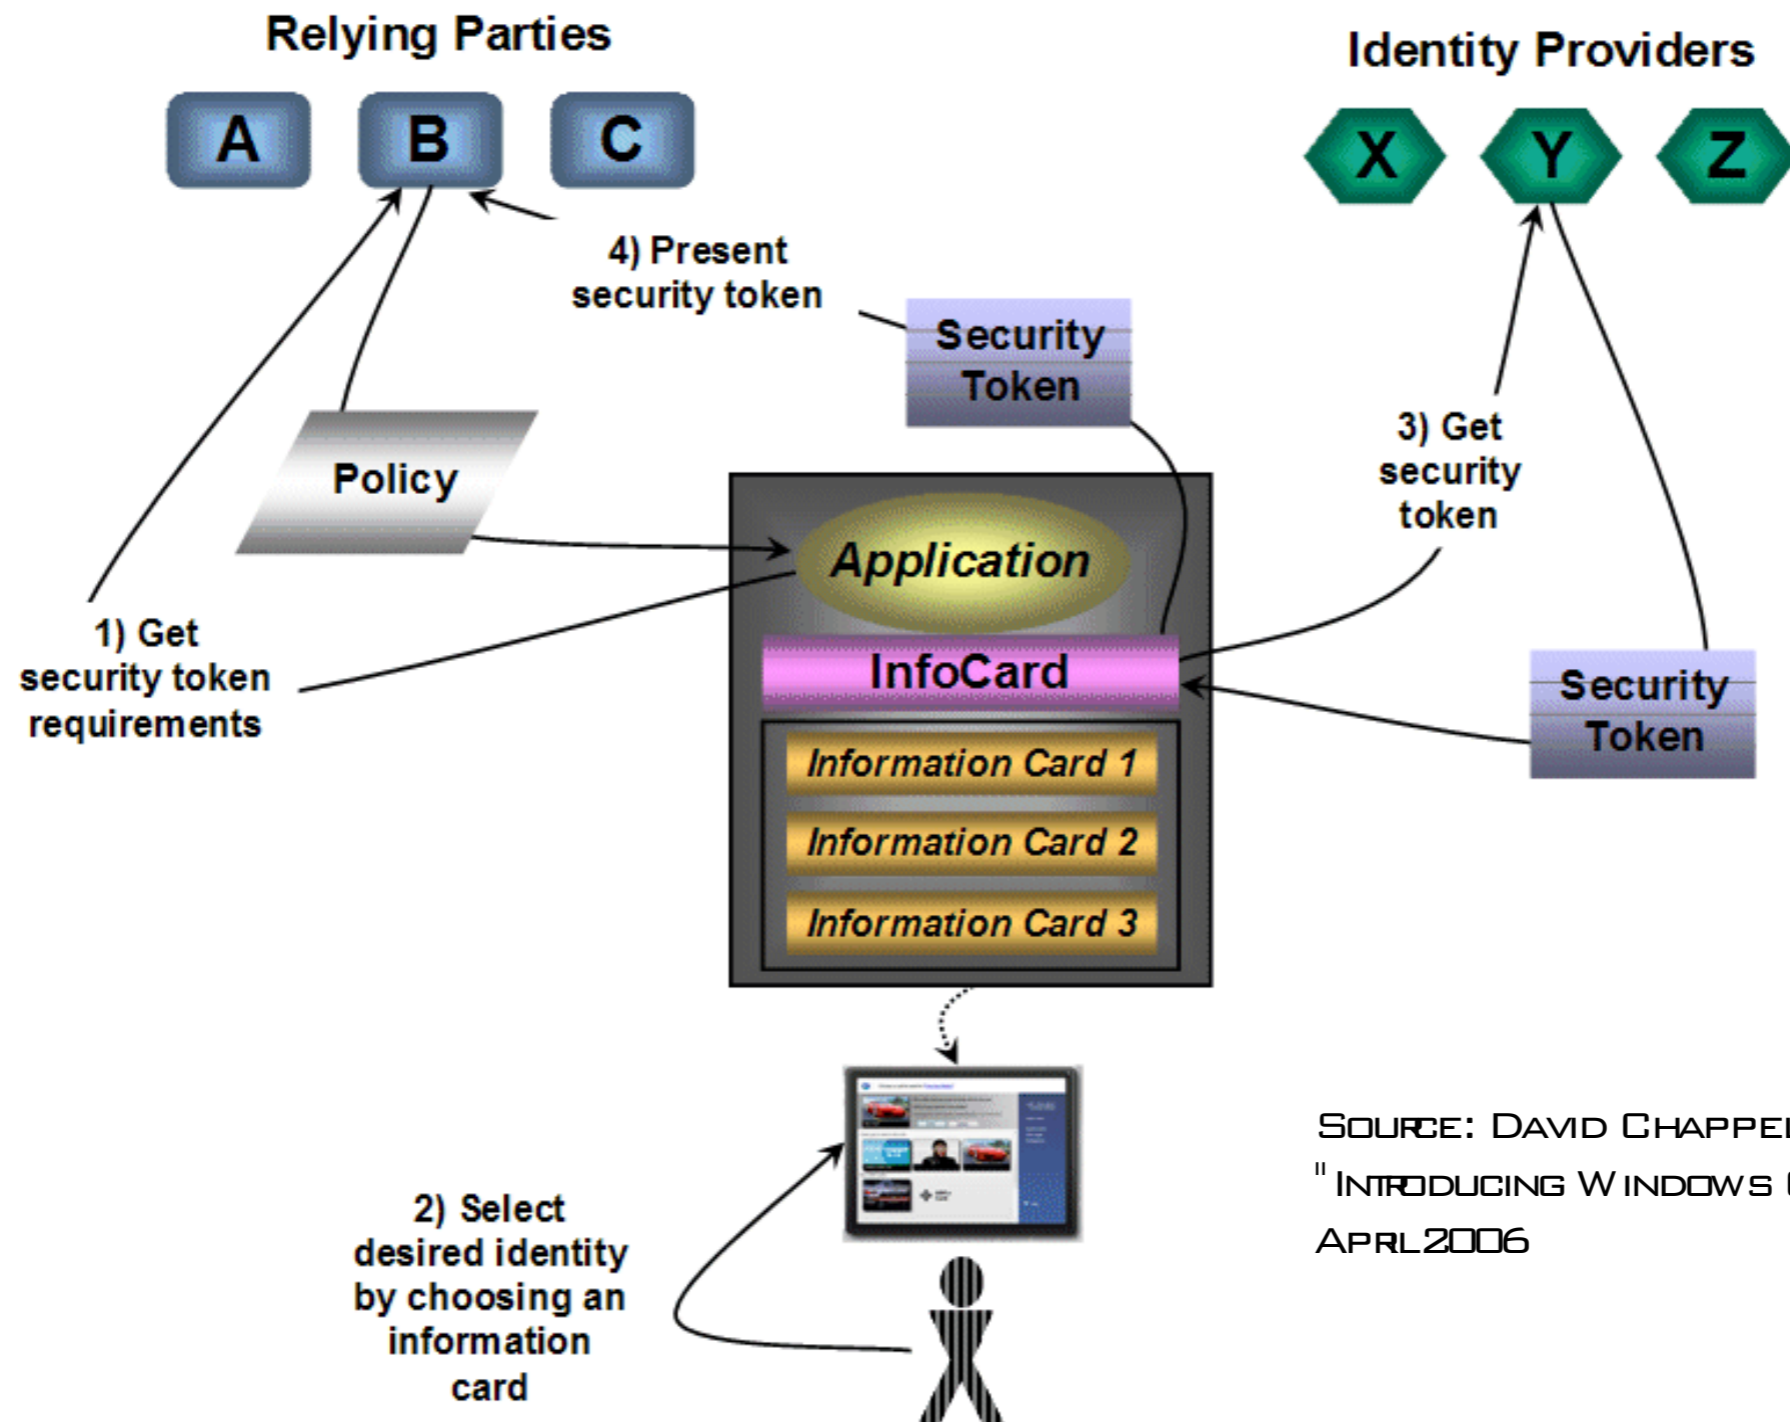 Relying Parties
Identity Providers
A B C
X Y Z
4) Present
security token
Security
Token
3) Get
security
token
Policy
Application
1) Get
security token
requirements
InfoCard
Security
Token
Information Card 1
Information Card 2
Information Card 3
SOURCE: DAVID CHAPPEL
"INTRODUCING WINDOWS
APRIL 2006
2) Select
desired identity
by choosing an
information
card